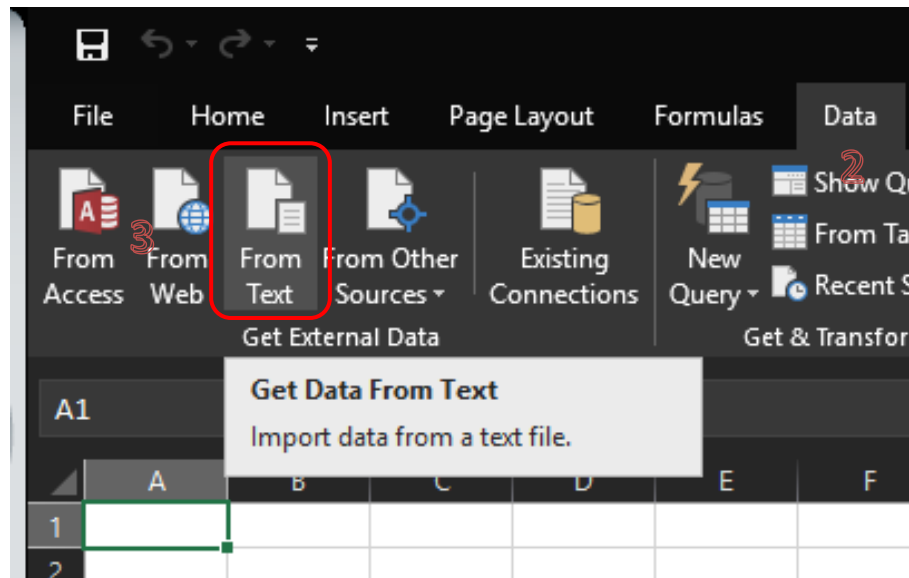 File Home Insert Page Layout Formulas Data
2
Show Qu
From Ta
Recent S
3
From Access
From Web
From Text
From Other Sources
Existing Connections
New Query
Get External Data
Get & Transfor
Get Data From Text
Import data from a text file.
A1
A B C D E F
1
2